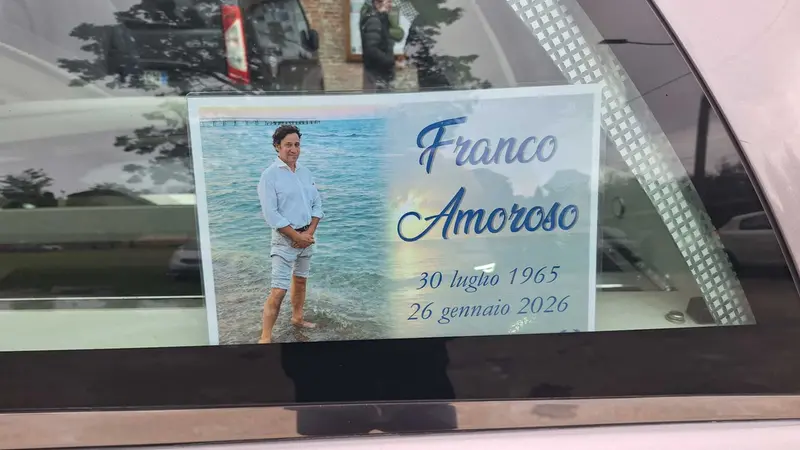 Franco
Amoroso
30 luglio 1965
26 gennaio 2026